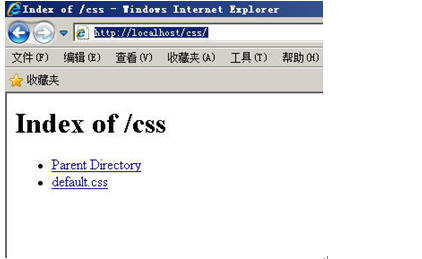 Index of /css - Windows Internet Explorer
http://localhost/css/
文件(F) 编辑(E) 查看(V) 收藏夹(A) 工具(T) 帮助(H)
收藏夹
Index of /css
Parent Directory
default.css